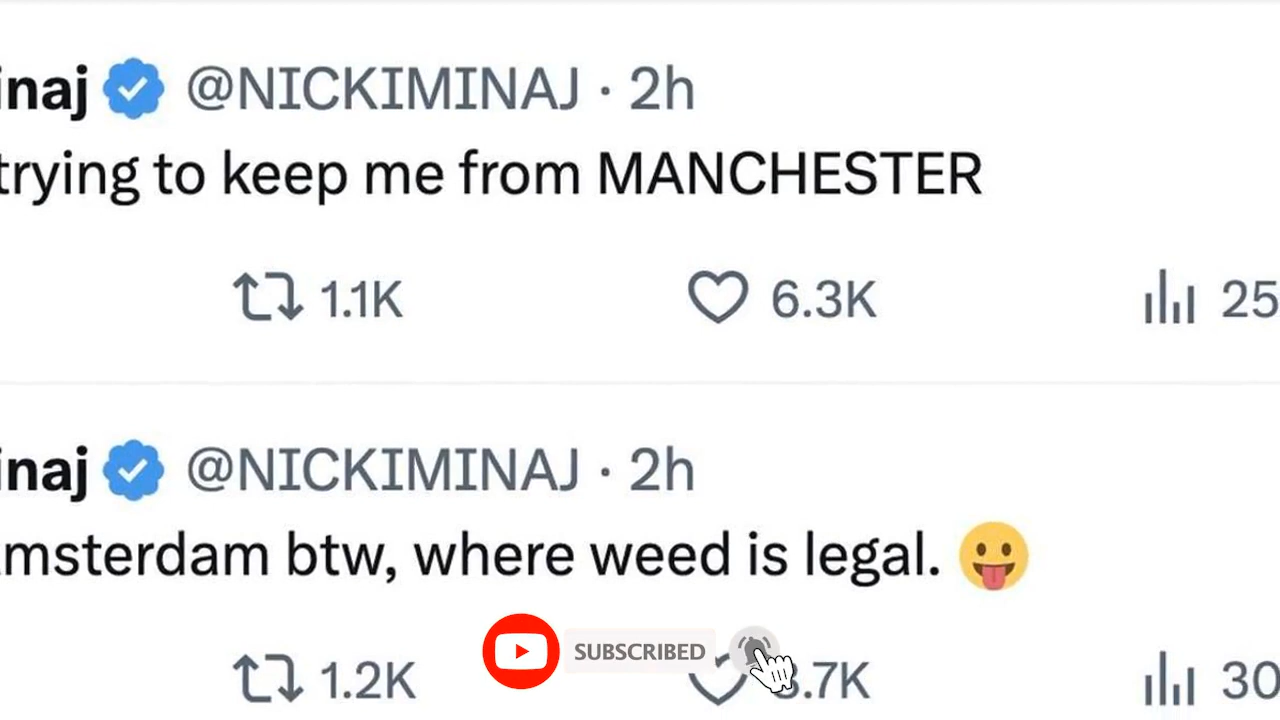 inaj @NICKIMINAJ · 2h
trying to keep me from MANCHESTER
1.1K 6.3K 25
inaj @NICKIMINAJ · 2h
msterdam btw, where weed is legal. 😛
SUBSCRIBED
1.2K .7K 30